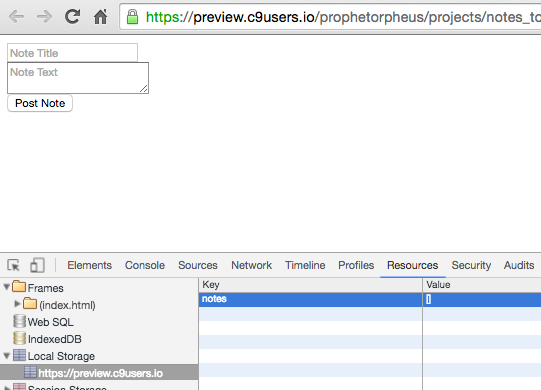 https://preview.c9users.io/prophetorpheus/projects/notes_to
Note Title
Note Text
Post Note
Elements Console Sources Network Timeline Profiles Resources Security Audits
Frames
(index.html)
Web SQL
IndexedDB
Local Storage
https://preview.c9users.io
Session Storage
Key Value
notes []